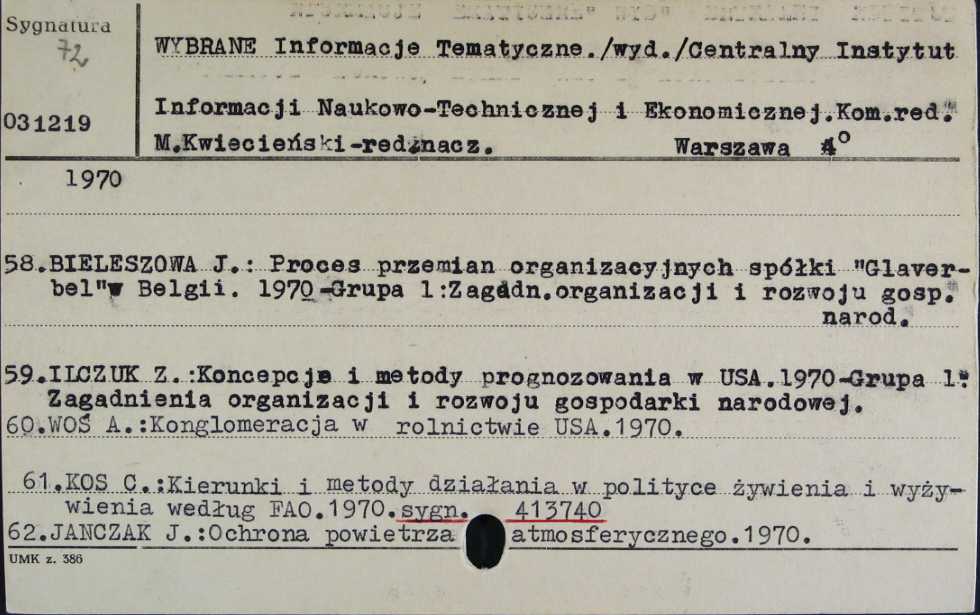 Sygnatura
72
WYBRANE Informacje Tematyczne./wyd./Centralny Instytut
031219
Informacji Naukowo-Technicznej i Ekonomicznej.Kom.red.
M.Kwiecieński-red.nacz. Warszawa 4°
1970
58.BIELESZOWA J.: Proces przemian organizacyjnych spółki "Glaver-
bel"w Belgii. 1970-Grupa 1:Zagadn.organizacji i rozwoju gosp.
narod.
59.ILCZUK Z.:Koncepcje i metody prognozowania w USA.1970-Grupa 1:
Zagadnienia organizacji i rozwoju gospodarki narodowej.
60.WOŚ A.:Konglomeracja w rolnictwie USA.1970.
61.KOS C.:Kierunki i metody działania w polityce żywienia i wyży-
wienia według FAO.1970.sygn. 413740
62.JANCZAK J.:Ochrona powietrza atmosferycznego.1970.
UMK z. 386